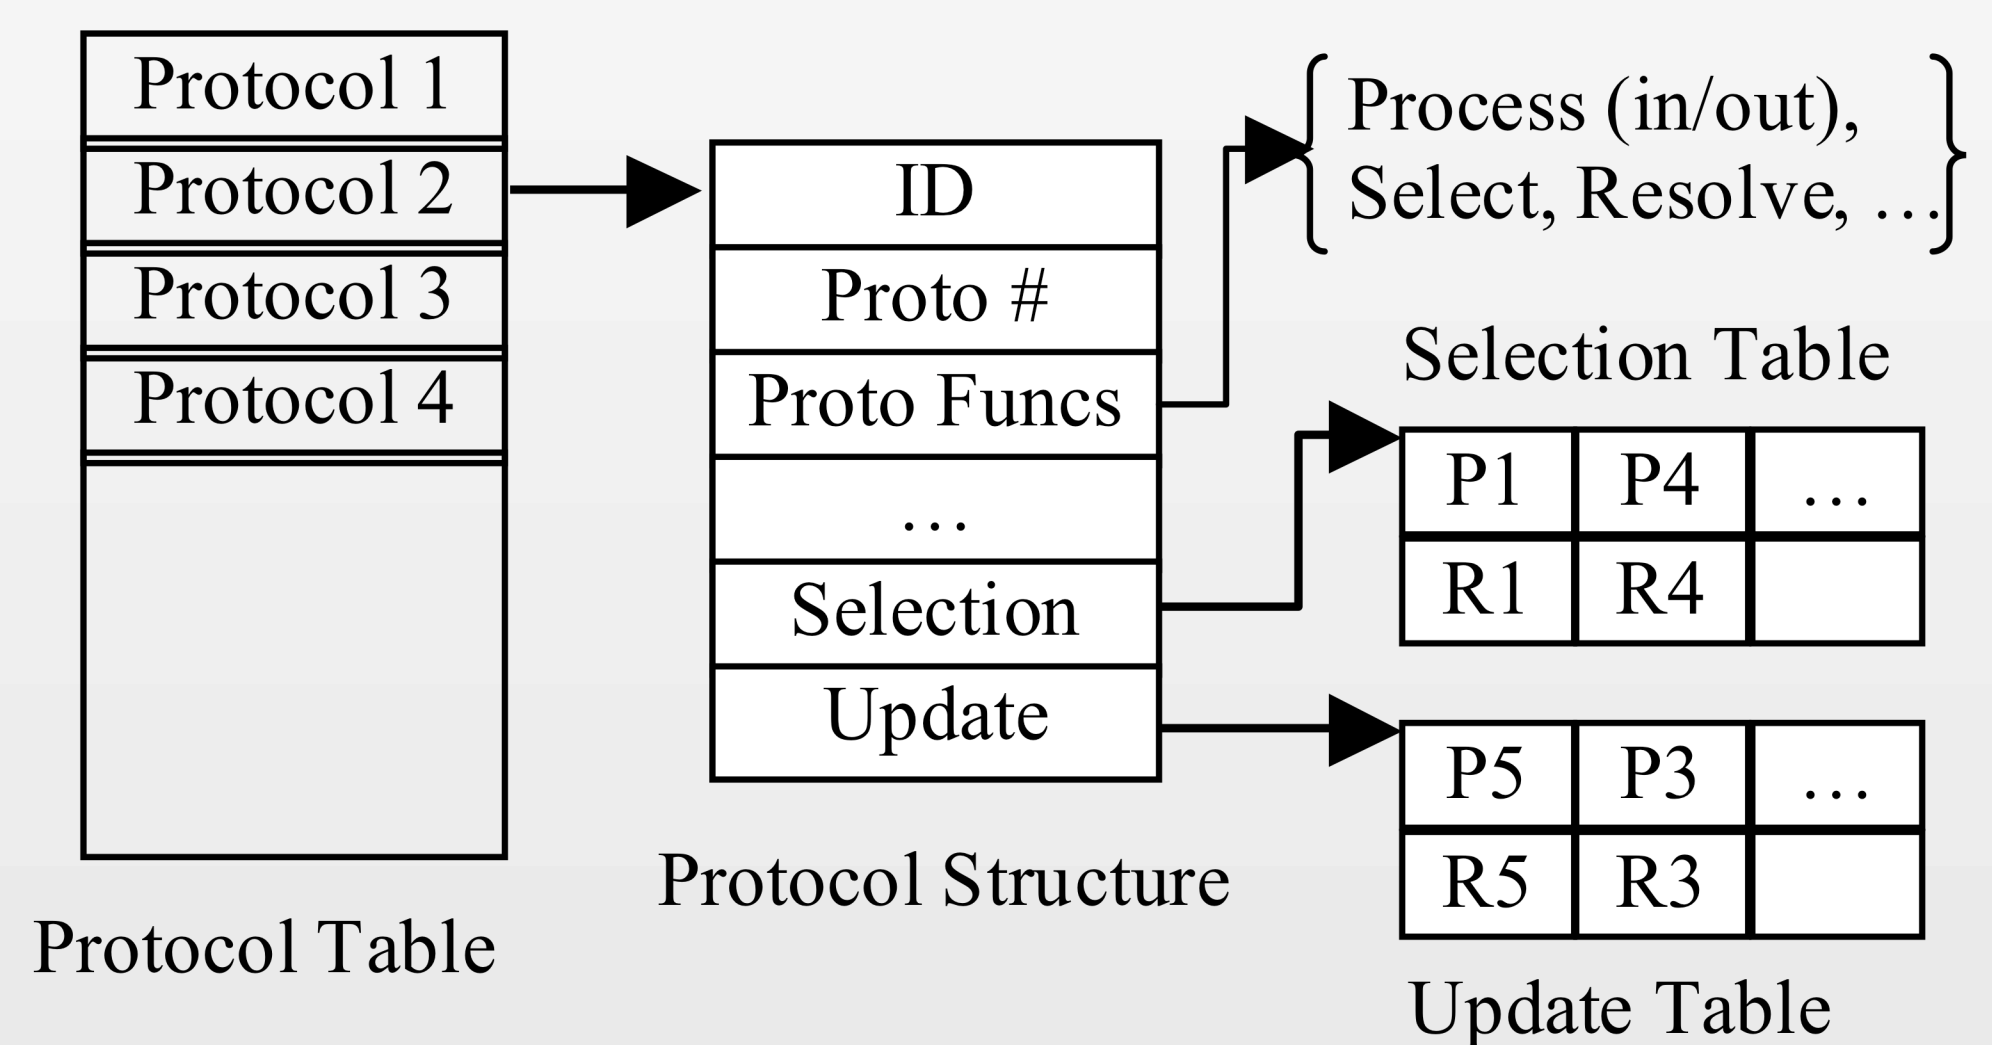 Protocol 1
Protocol 2
Protocol 3
Protocol 4
Protocol Table
ID
Proto #
Proto Funcs
…
Selection
Update
Protocol Structure
Process (in/out),
Select, Resolve, …
Selection Table
P1 P4 …
R1 R4
P5 P3 …
R5 R3
Update Table